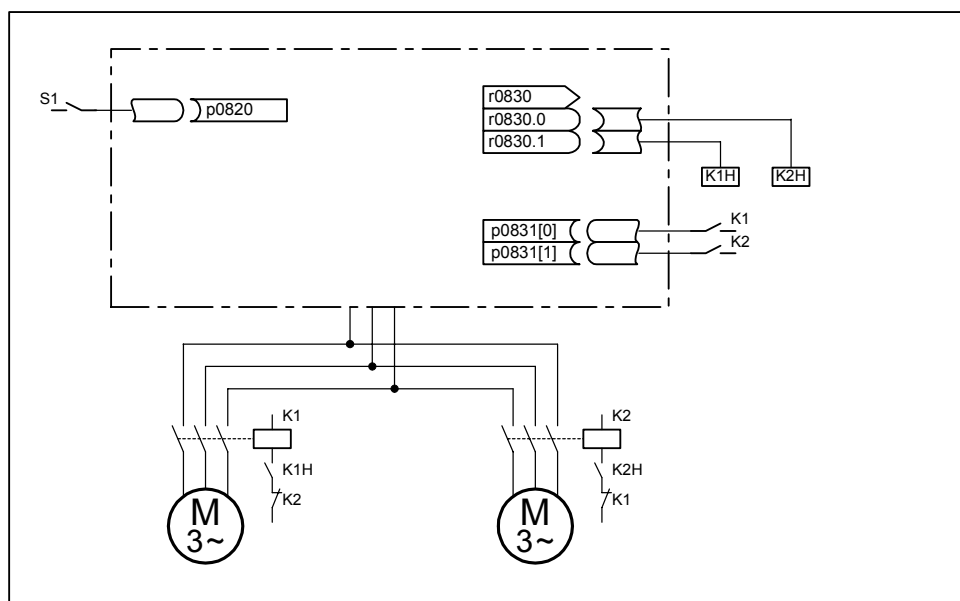 S1
p0820
r0830
r0830.0
r0830.1
K1H
K2H
p0831[0]
p0831[1]
K1
K2
K1
K1H
K2
M
3~
K2
K2H
K1
M
3~